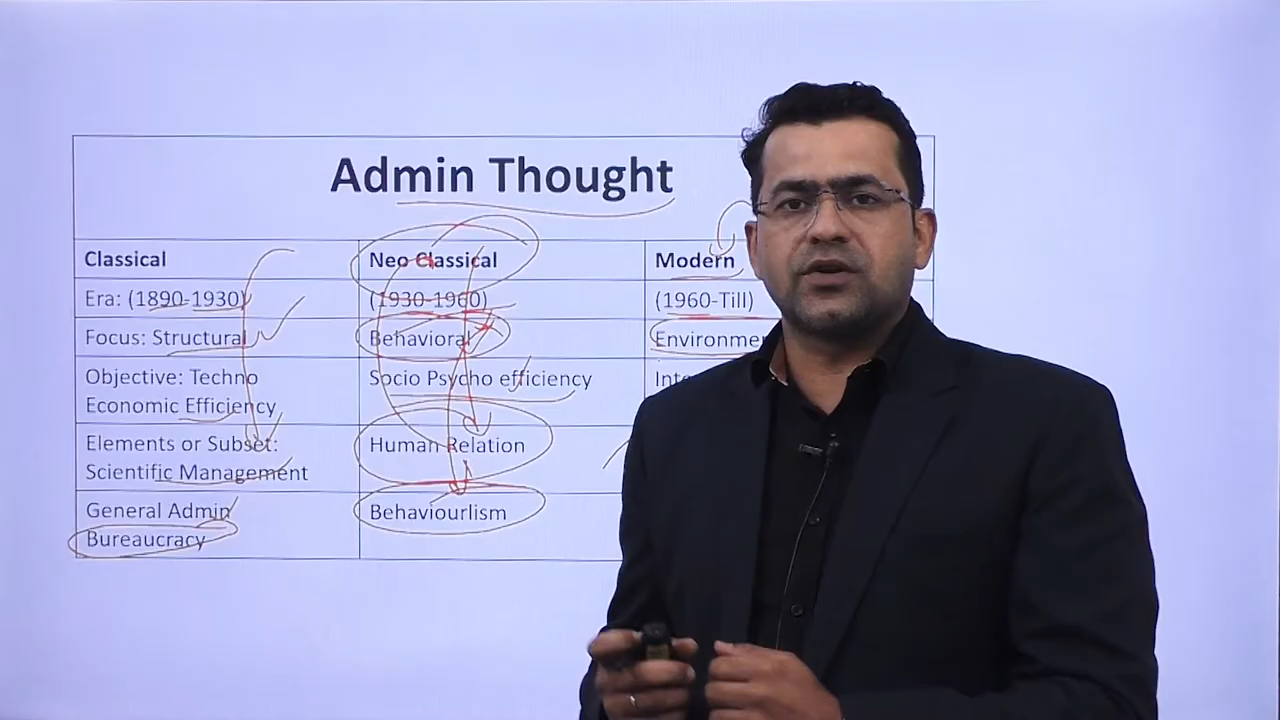 Admin Thought
Classical Neo Classical Modern
Era: (1890-1930) (1930-1960) (1960-Till)
Focus: Structural Behavioral
Objective: Techno
Economic Efficiency
Socio Psycho efficiency
Elements or Subset:
Scientific Management
Human Relation
General Admin
Bureaucracy
Behaviourlism